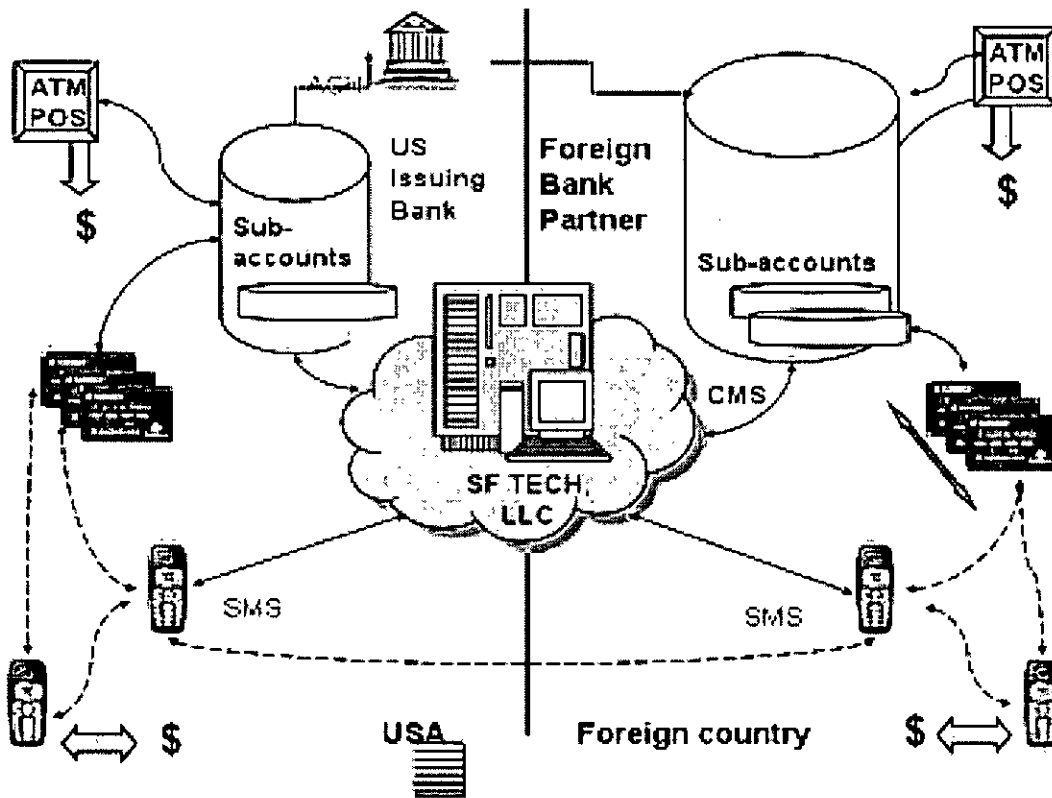 ATM
POS
$
US
Issuing
Bank
Sub-
accounts
Foreign
Bank
Partner
Sub-accounts
ATM
POS
$
CMS
SF TECH,
LLC
SMS
SMS
$
USA
Foreign country
$